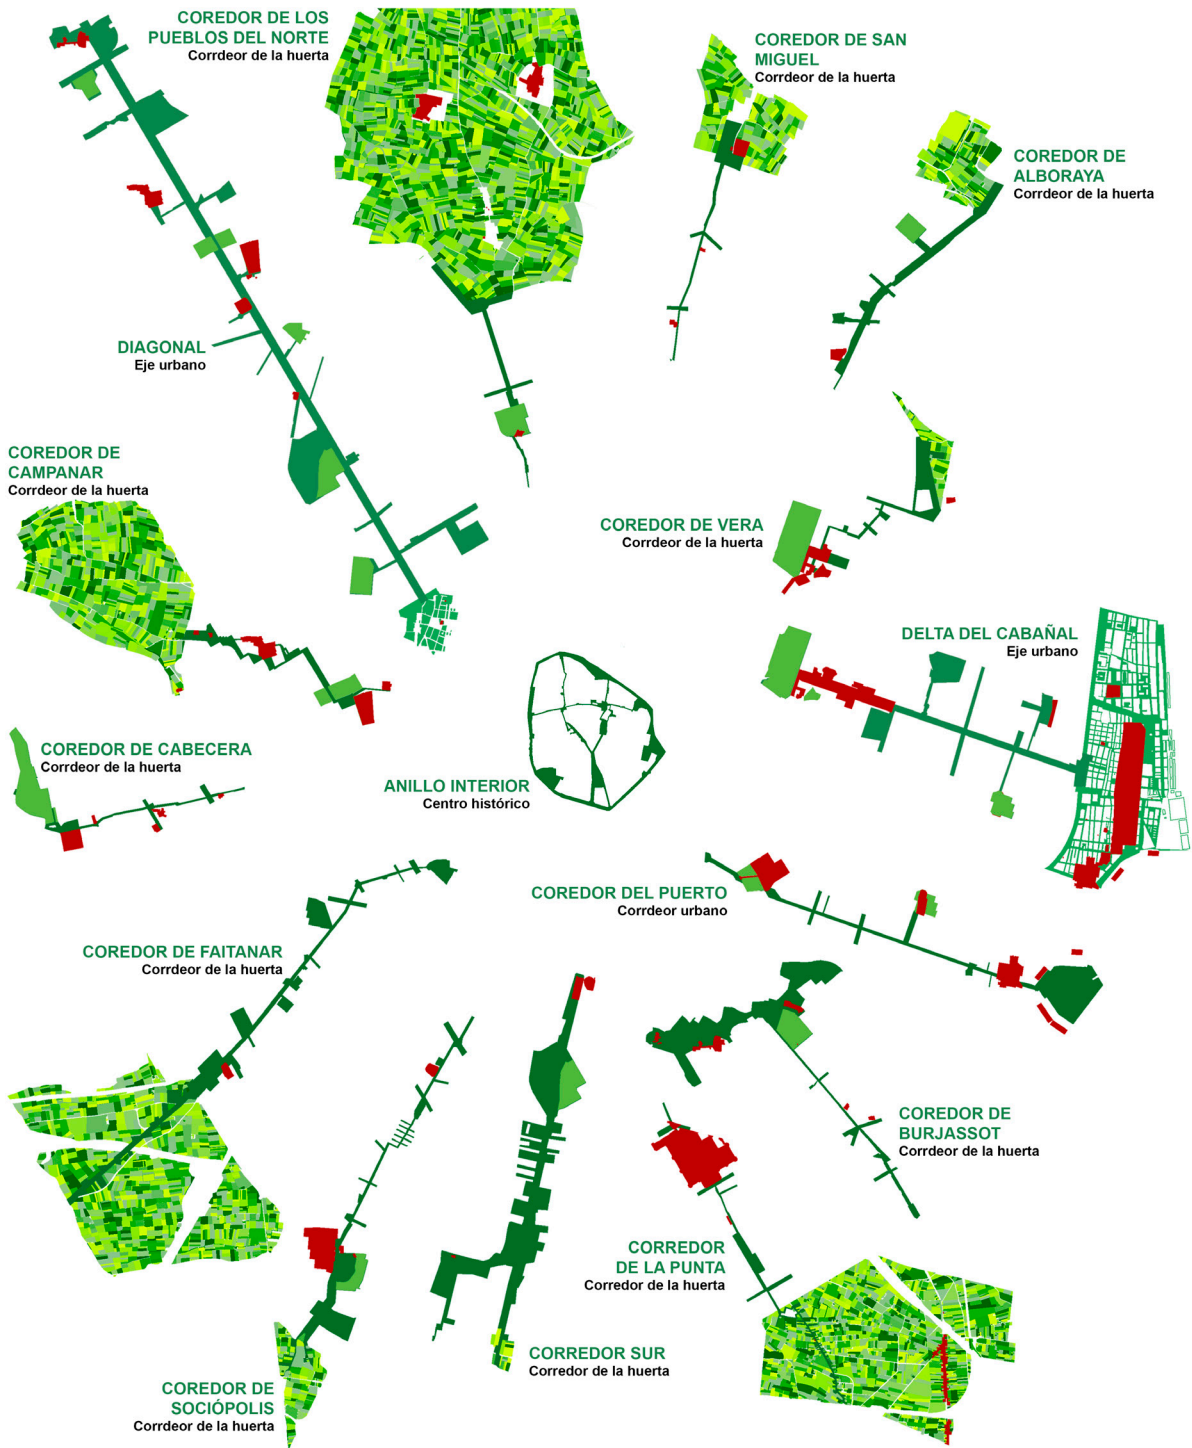 COREDOR DE LOS
PUEBLOS DEL NORTE
Corrdeor de la huerta
COREDOR DE SAN
MIGUEL
Corrdeor de la huerta
COREDOR DE
ALBORAYA
Corrdeor de la huerta
DIAGONAL
Eje urbano
COREDOR DE
CAMPANAR
Corrdeor de la huerta
COREDOR DE VERA
Corrdeor de la huerta
DELTA DEL CABAÑAL
Eje urbano
COREDOR DE CABECERA
Corrdeor de la huerta
ANILLO INTERIOR
Centro histórico
COREDOR DEL PUERTO
Corrdeor urbano
COREDOR DE FAITANAR
Corrdeor de la huerta
COREDOR DE
BURJASSOT
Corrdeor de la huerta
CORREDOR
DE LA PUNTA
Corredor de la huerta
CORREDOR SUR
Corredor de la huerta
COREDOR DE
SOCIÓPOLIS
Corrdeor de la huerta